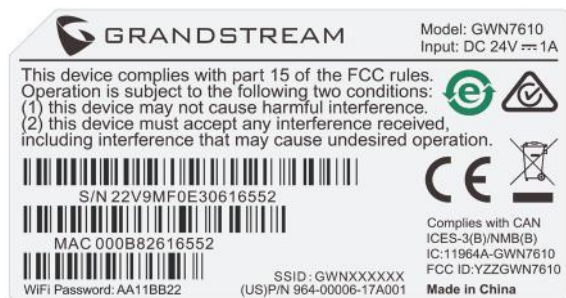 GRANDSTREAM
Model: GWN7610
Input: DC 24V ⎓ 1A
This device complies with part 15 of the FCC rules.
Operation is subject to the following two conditions:
(1) this device may not cause harmful interference.
(2) this device must accept any interference received,
including interference that may cause undesired operation.
e
CE
S/N 22V9MF0E30616552
MAC 000B82616552
WiFi Password: AA11BB22
SSID : GWNXXXXXX
(US)P/N 964-00006-17A001
Complies with CAN
ICES-3(B)/NMB(B)
IC:11964A-GWN7610
FCC ID:YZZGWN7610
Made in China